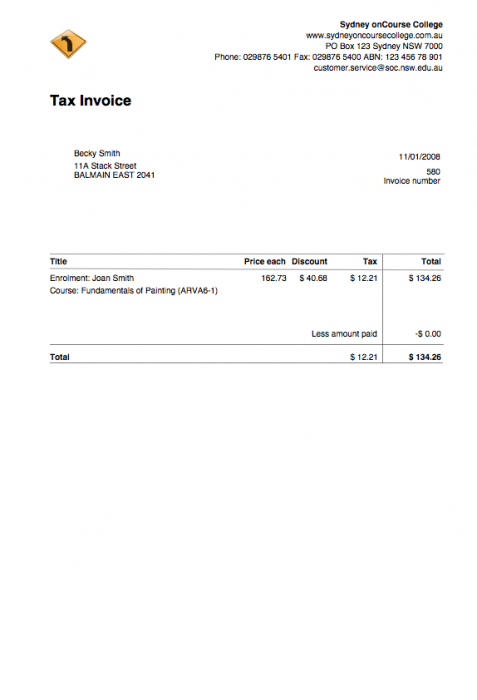 Sydney onCourse College
www.sydneyoncoursecollege.com.au
PO Box 123 Sydney NSW 7000
Phone: 029876 5401 Fax: 029876 5400 ABN: 123 456 78 901
customer.service@soc.nsw.edu.au
Tax Invoice
Becky Smith
11A Stack Street
BALMAIN EAST 2041
11/01/2008
580
Invoice number
Title Price each Discount Tax Total
Enrolment: Joan Smith 162.73 $ 40.68 $ 12.21 $ 134.26
Course: Fundamentals of Painting (ARVA6-1)
Less amount paid -$ 0.00
Total $ 12.21 $ 134.26